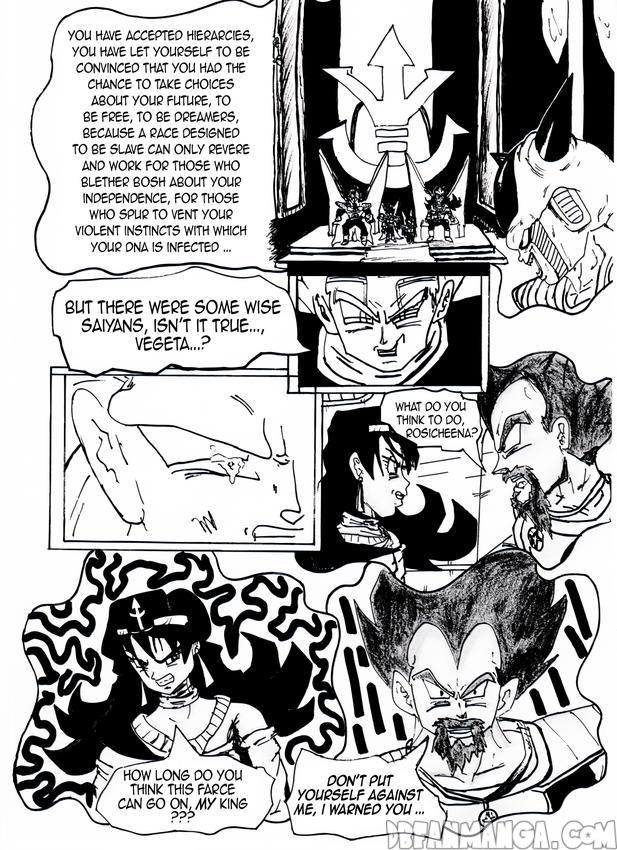 YOU HAVE ACCEPTED HIERARCIES,
YOU HAVE LET YOURSELF TO BE
CONVINCED THAT YOU HAD THE
CHANCE TO TAKE CHOICES
ABOUT YOUR FUTURE, TO
BE FREE, TO BE DREAMERS,
BECAUSE A RACE DESIGNED
TO BE SLAVE CAN ONLY REVERE
AND WORK FOR THOSE WHO
BLETHER BOSH ABOUT YOUR
INDEPENDENCE, FOR THOSE
WHO SPUR TO VENT YOUR
VIOLENT INSTINCTS WITH WHICH
YOUR DNA IS INFECTED ...
BUT THERE WERE SOME WISE
SAIYANS, ISN'T IT TRUE...,
VEGETA...?
WHAT DO YOU
THINK TO DO,
ROSICHEENA?
HOW LONG DO YOU
THINK THIS FARCE
CAN GO ON, MY KING
???
DON'T PUT
YOURSELF AGAINST
ME, I WARNED YOU ...
DBFANMANGA.COM